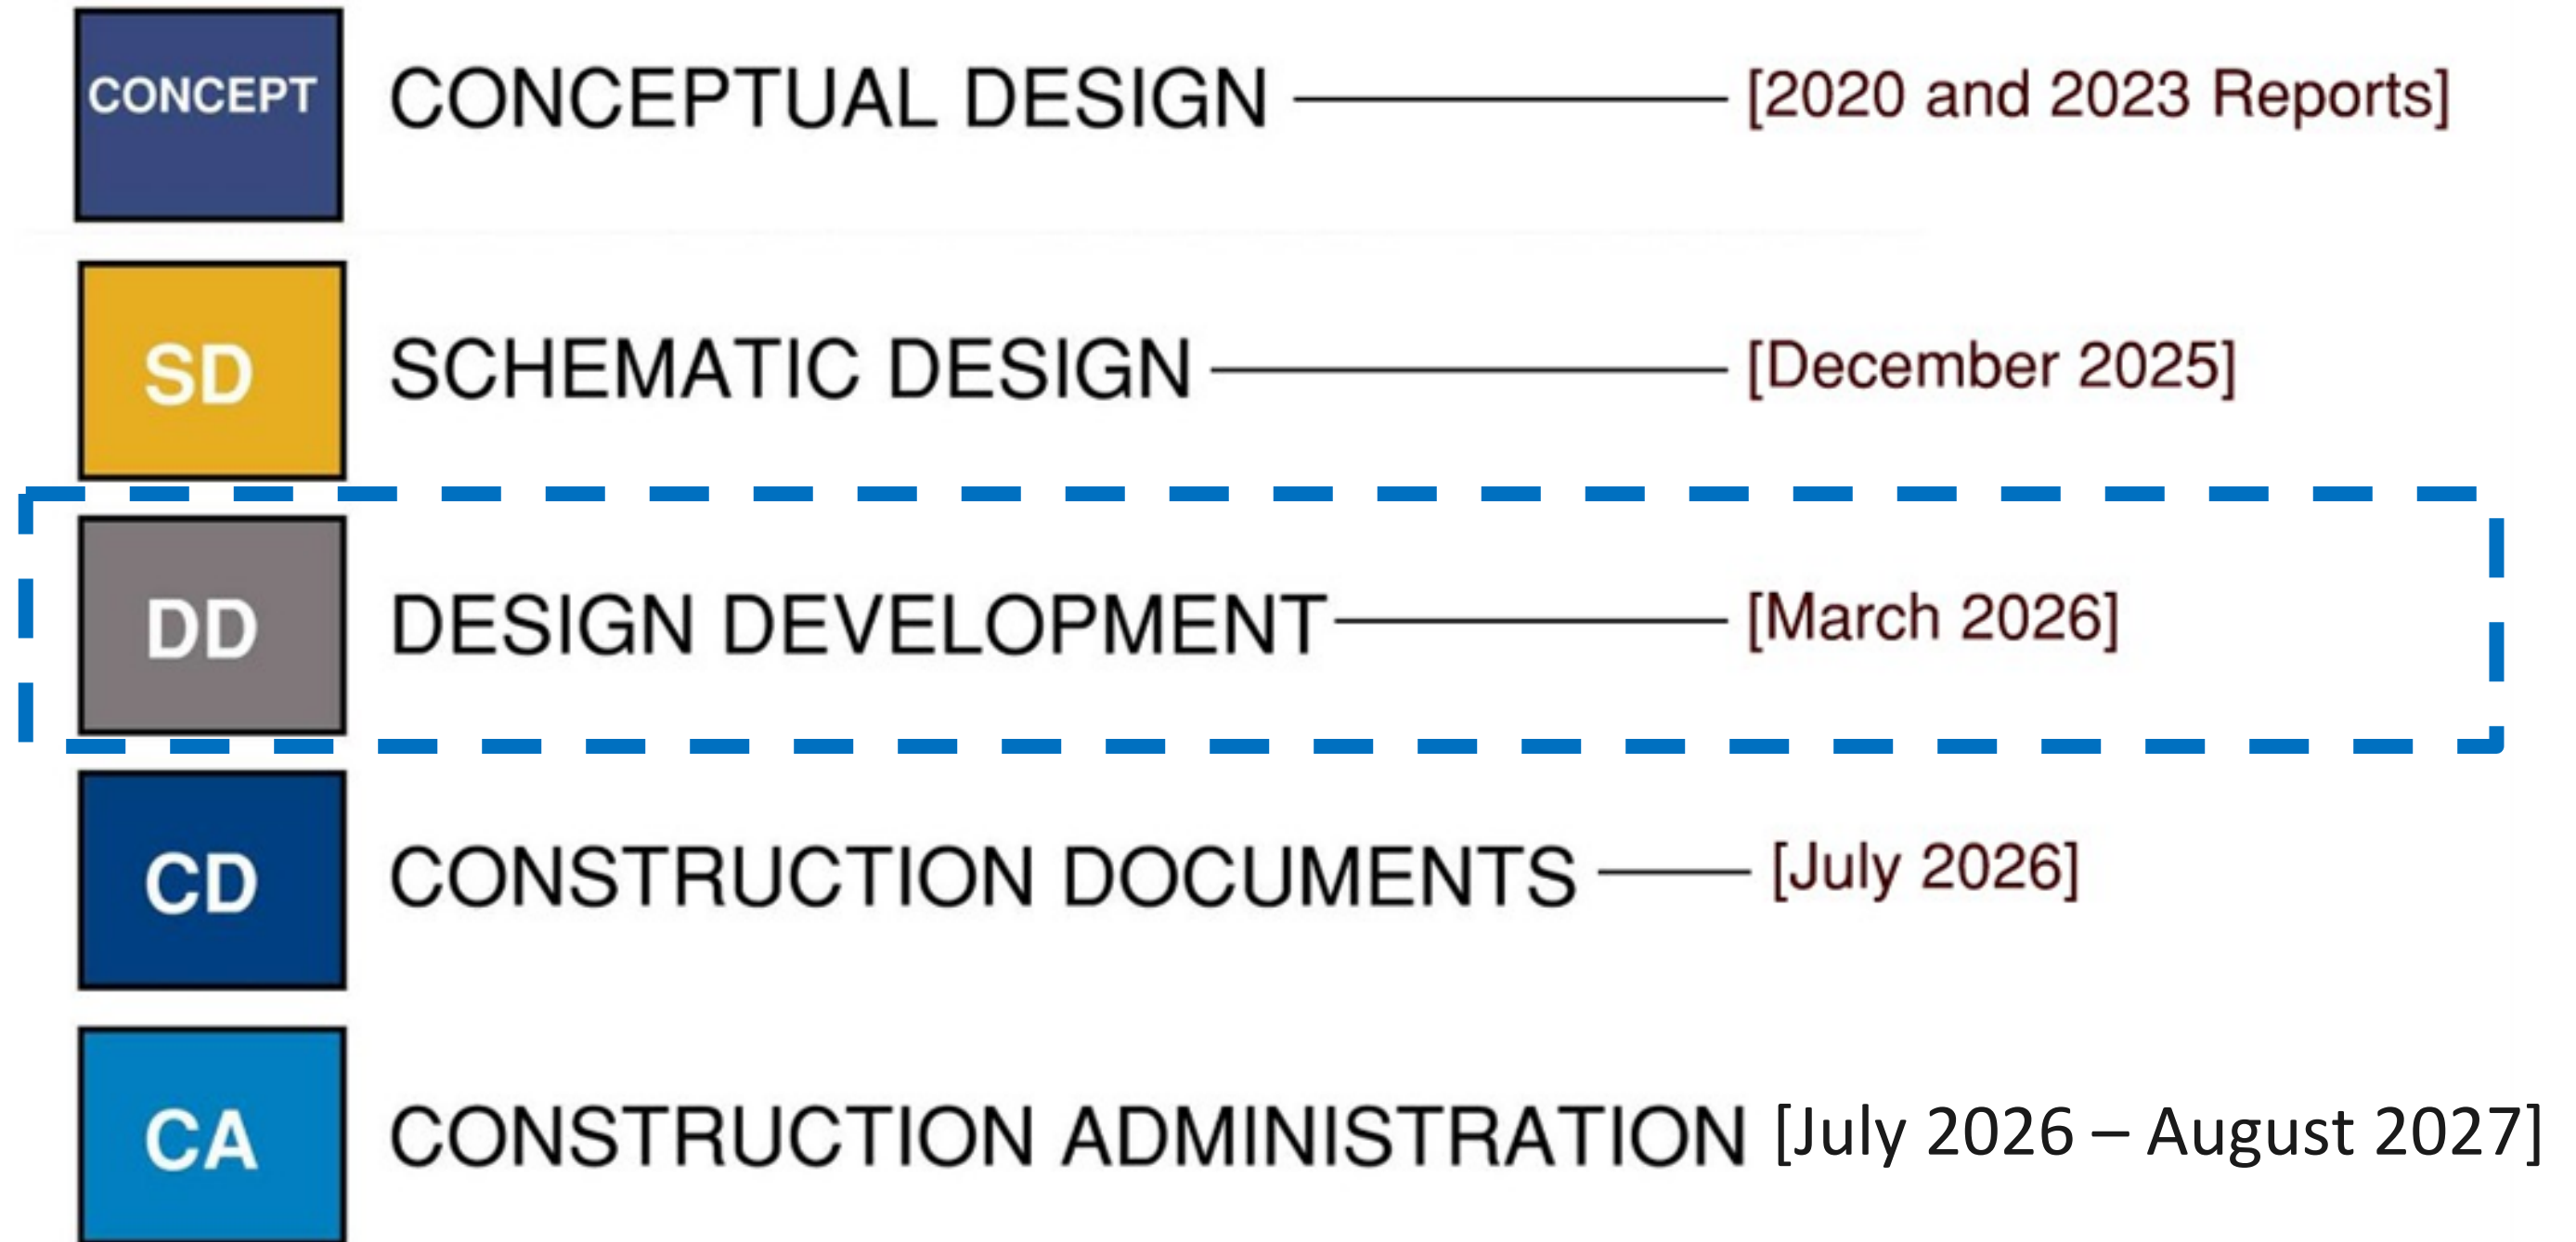 CONCEPT CONCEPTUAL DESIGN [2020 and 2023 Reports]
SD SCHEMATIC DESIGN [December 2025]
DD DESIGN DEVELOPMENT [March 2026]
CD CONSTRUCTION DOCUMENTS [July 2026]
CA CONSTRUCTION ADMINISTRATION [July 2026 – August 2027]